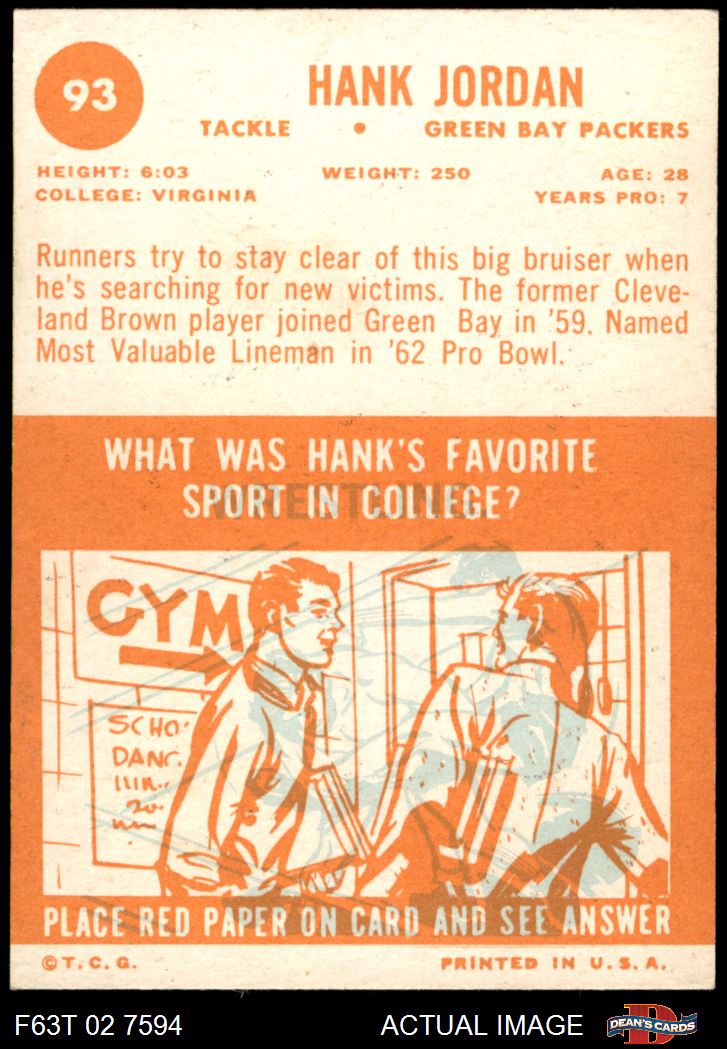 93
HANK JORDAN
TACKLE • GREEN BAY PACKERS
HEIGHT: 6:03 WEIGHT: 250 AGE: 28
COLLEGE: VIRGINIA YEARS PRO: 7
Runners try to stay clear of this big bruiser when
he's searching for new victims. The former Cleve-
land Brown player joined Green Bay in '59. Named
Most Valuable Lineman in '62 Pro Bowl.
WHAT WAS HANK'S FAVORITE
SPORT IN COLLEGE?
WRESTLING
GYM
SCHO
DANC
PLACE RED PAPER ON CARD AND SEE ANSWER
©T.C.G. PRINTED IN U.S.A.
F63T 02 7594 ACTUAL IMAGE DEAN'S CARDS